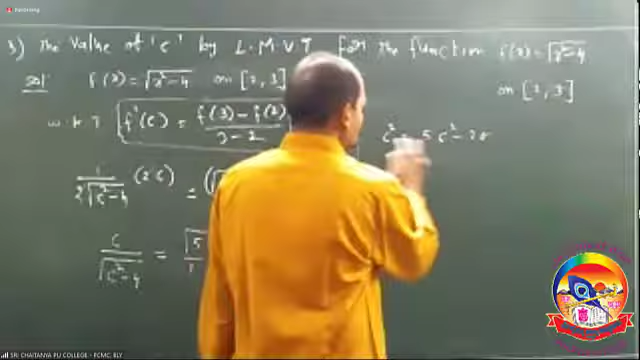 3) The Value of 'c' by L.M.V.T for the function f(x)=√x²-4
on [2,3]
Sol f(x)=√x²-4 on [2,3]
W.K.T f'(c) = f(3)-f(2) / 3-2
c² = 5c²-20
1/2√c²-4 (2c) = (√
c/√c²-4 = √5/1
SRI CHAITANYA PU COLLEGE - PCMC, BLY